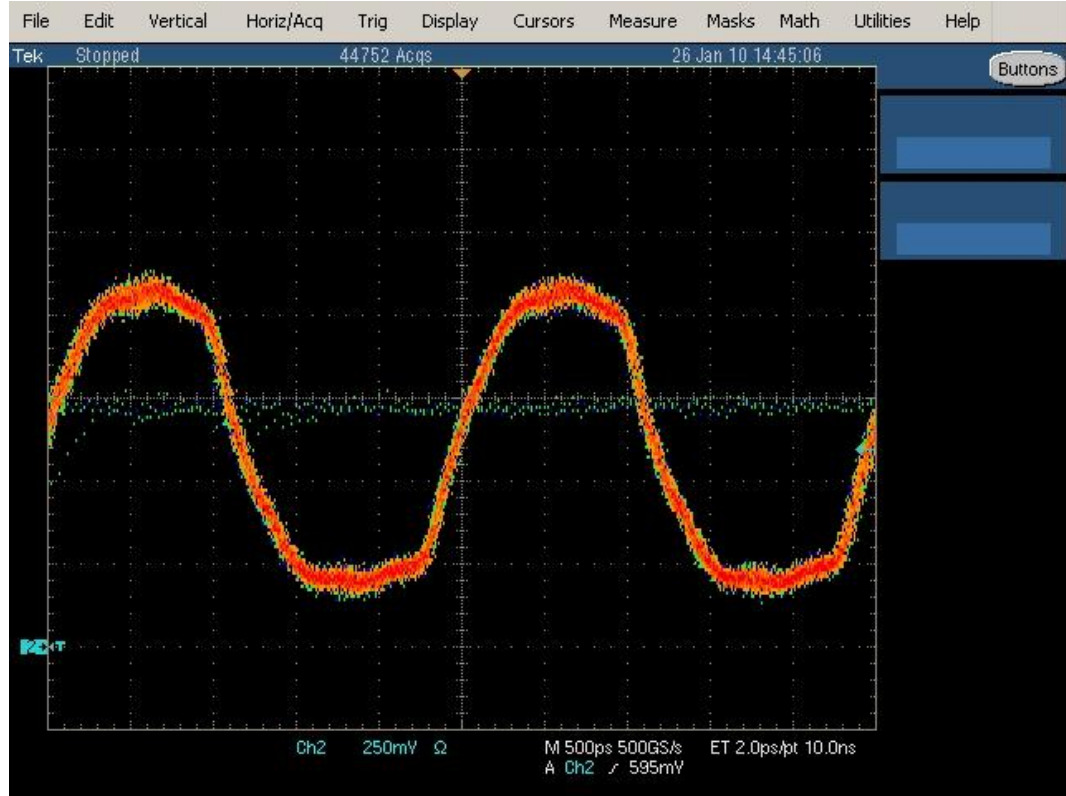 File Edit Vertical Horiz/Acq Trig Display Cursors Measure Masks Math Utilities Help
Tek Stopped 44752 Acqs 26 Jan 10 14:45:06
Buttons
2 T
Ch2 250mV Ω M 500ps 500GS/s ET 2.0ps/pt 10.0ns
A Ch2 595mV